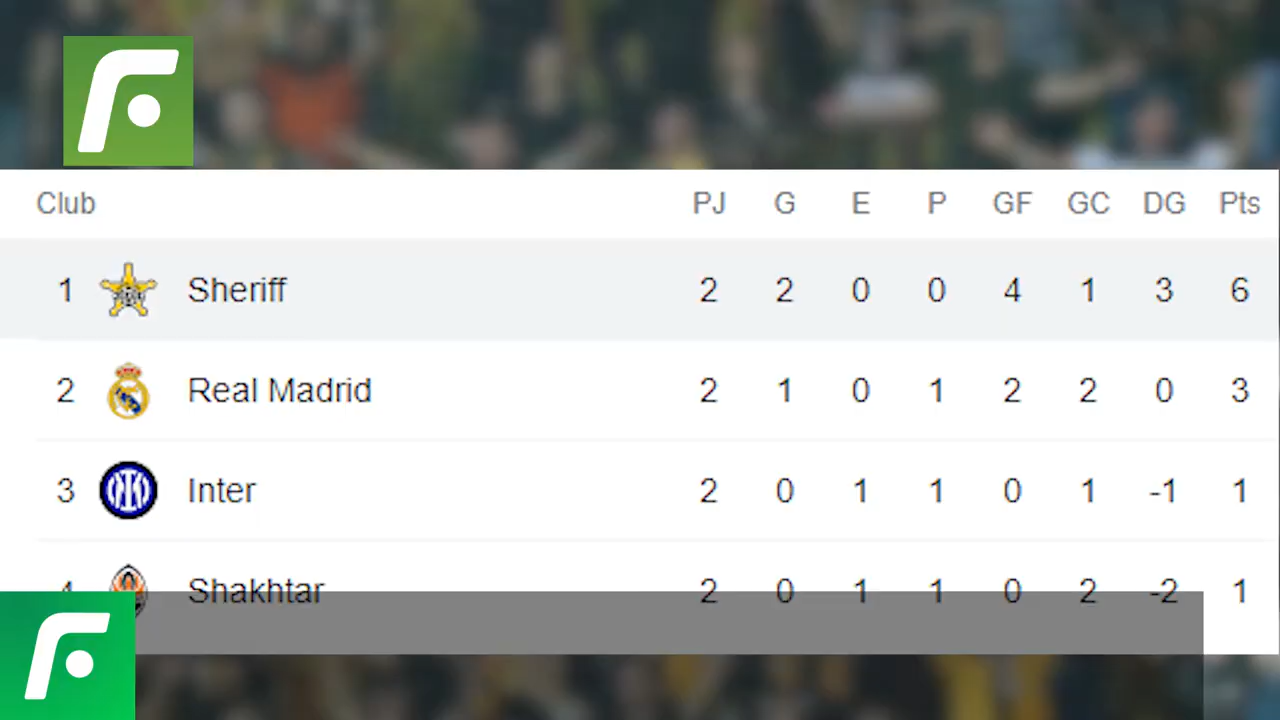 Club PJ G E P GF GC DG Pts
1 Sheriff 2 2 0 0 4 1 3 6
2 Real Madrid 2 1 0 1 2 2 0 3
3 Inter 2 0 1 1 0 1 -1 1
4 Shakhtar 2 0 1 1 0 2 -2 1